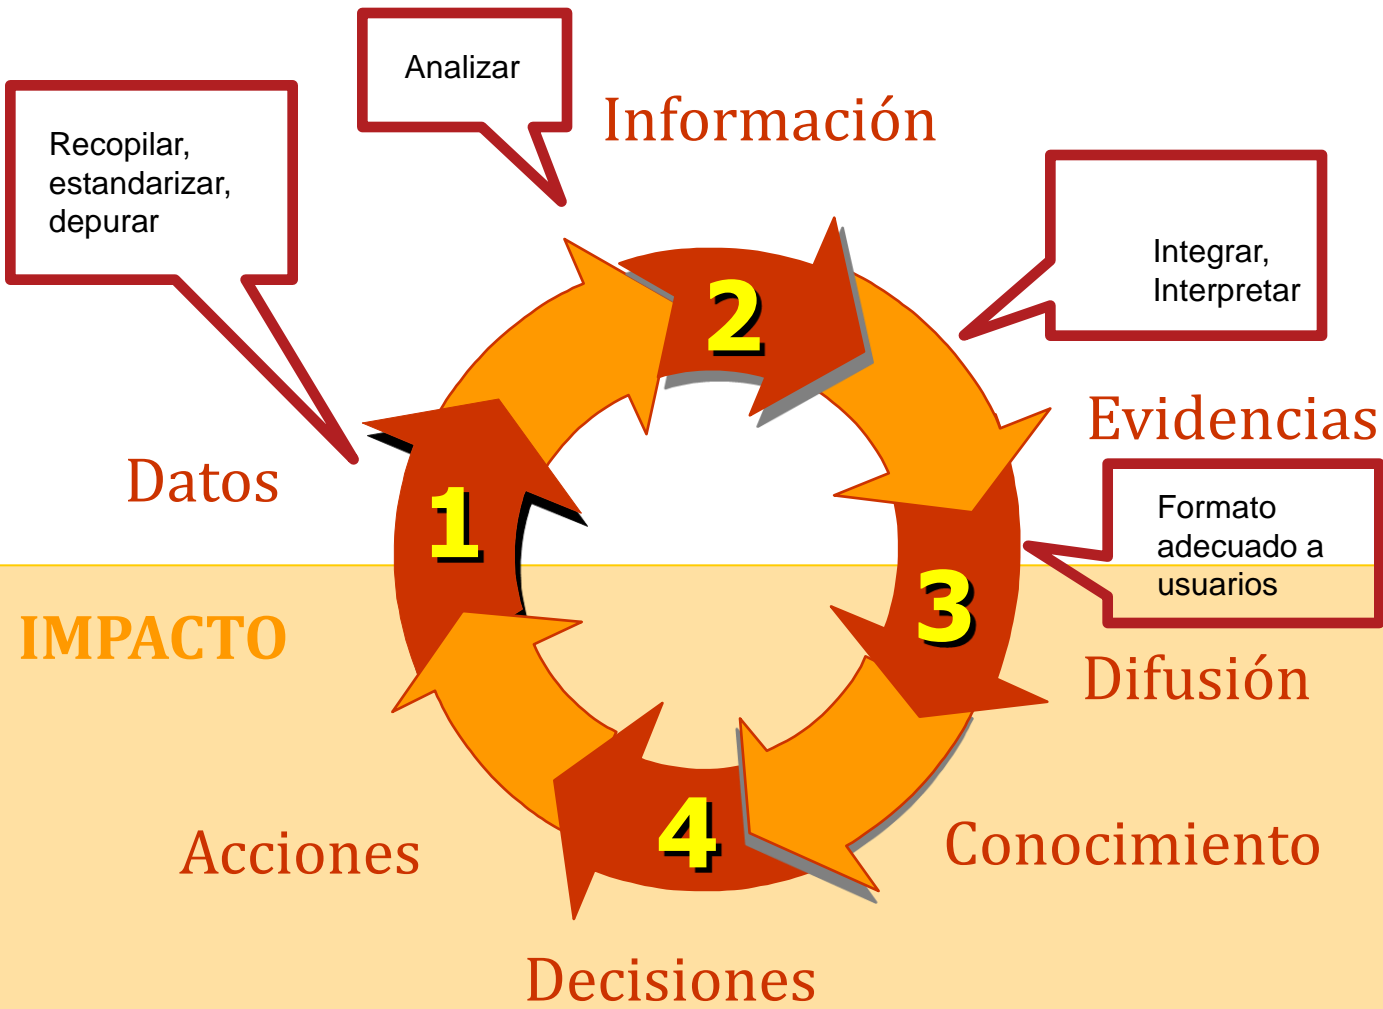 Analizar
Información
Recopilar,
estandarizar,
depurar
Integrar,
Interpretar
2
Evidencias
Datos
1
Formato
adecuado a
usuarios
3
IMPACTO
Difusión
4
Acciones
Conocimiento
Decisiones